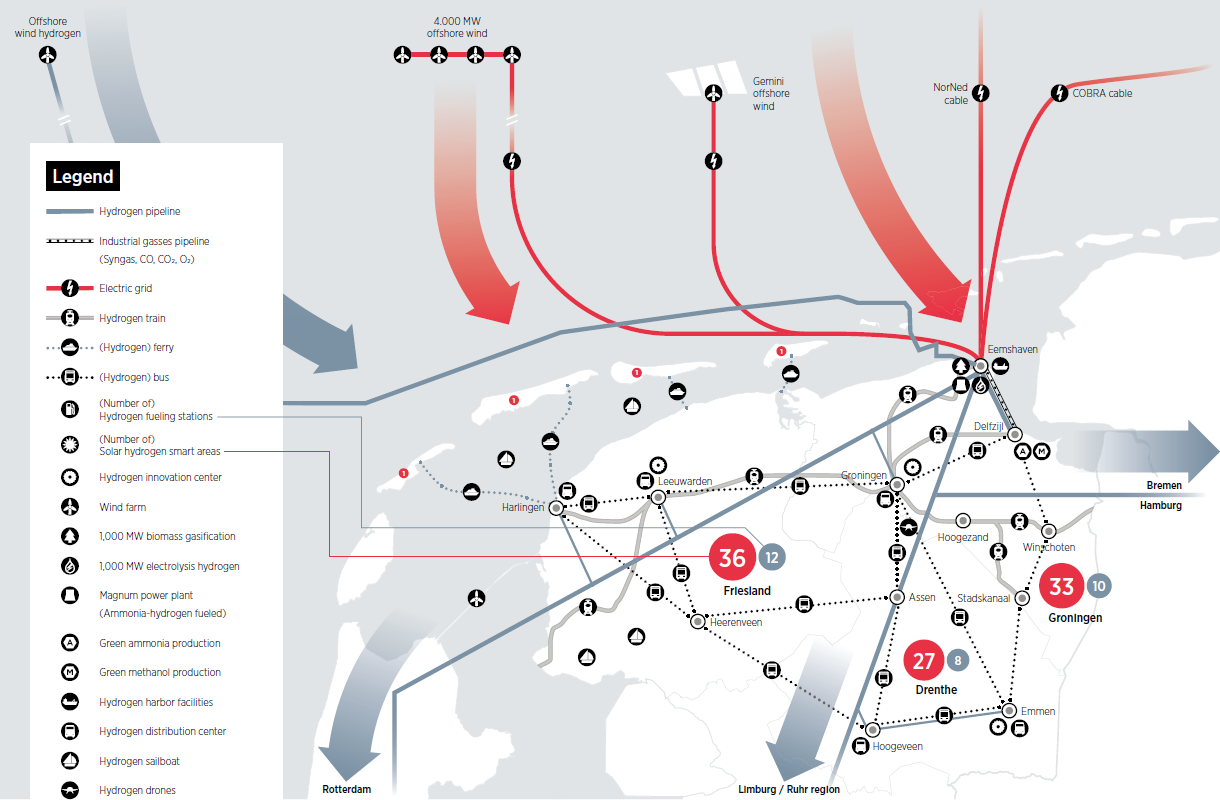 Offshore
wind hydrogen
4.000 MW
offshore wind
Gemini
offshore
wind
NorNed
cable
COBRA cable
Legend
Hydrogen pipeline
Industrial gasses pipeline
(Syngas, CO, CO₂, O₂)
Electric grid
Hydrogen train
(Hydrogen) ferry
(Hydrogen) bus
(Number of)
Hydrogen fueling stations
(Number of)
Solar hydrogen smart areas
Hydrogen innovation center
Wind farm
1,000 MW biomass gasification
1,000 MW electrolysis hydrogen
Magnum power plant
(Ammonia-hydrogen fueled)
A
Green ammonia production
M
Green methanol production
Hydrogen harbor facilities
Hydrogen distribution center
Hydrogen sailboat
Hydrogen drones
Eemshaven
1
1
1
1
Delfzijl
A M
Groningen
Leeuwarden
Harlingen
Bremen
Hamburg
Hoogezand
Winschoten
36 12
Friesland
33 10
Groningen
Stadskanaal
Assen
Heerenveen
27 8
Drenthe
Emmen
Hoogeveen
Rotterdam
Limburg / Ruhr region